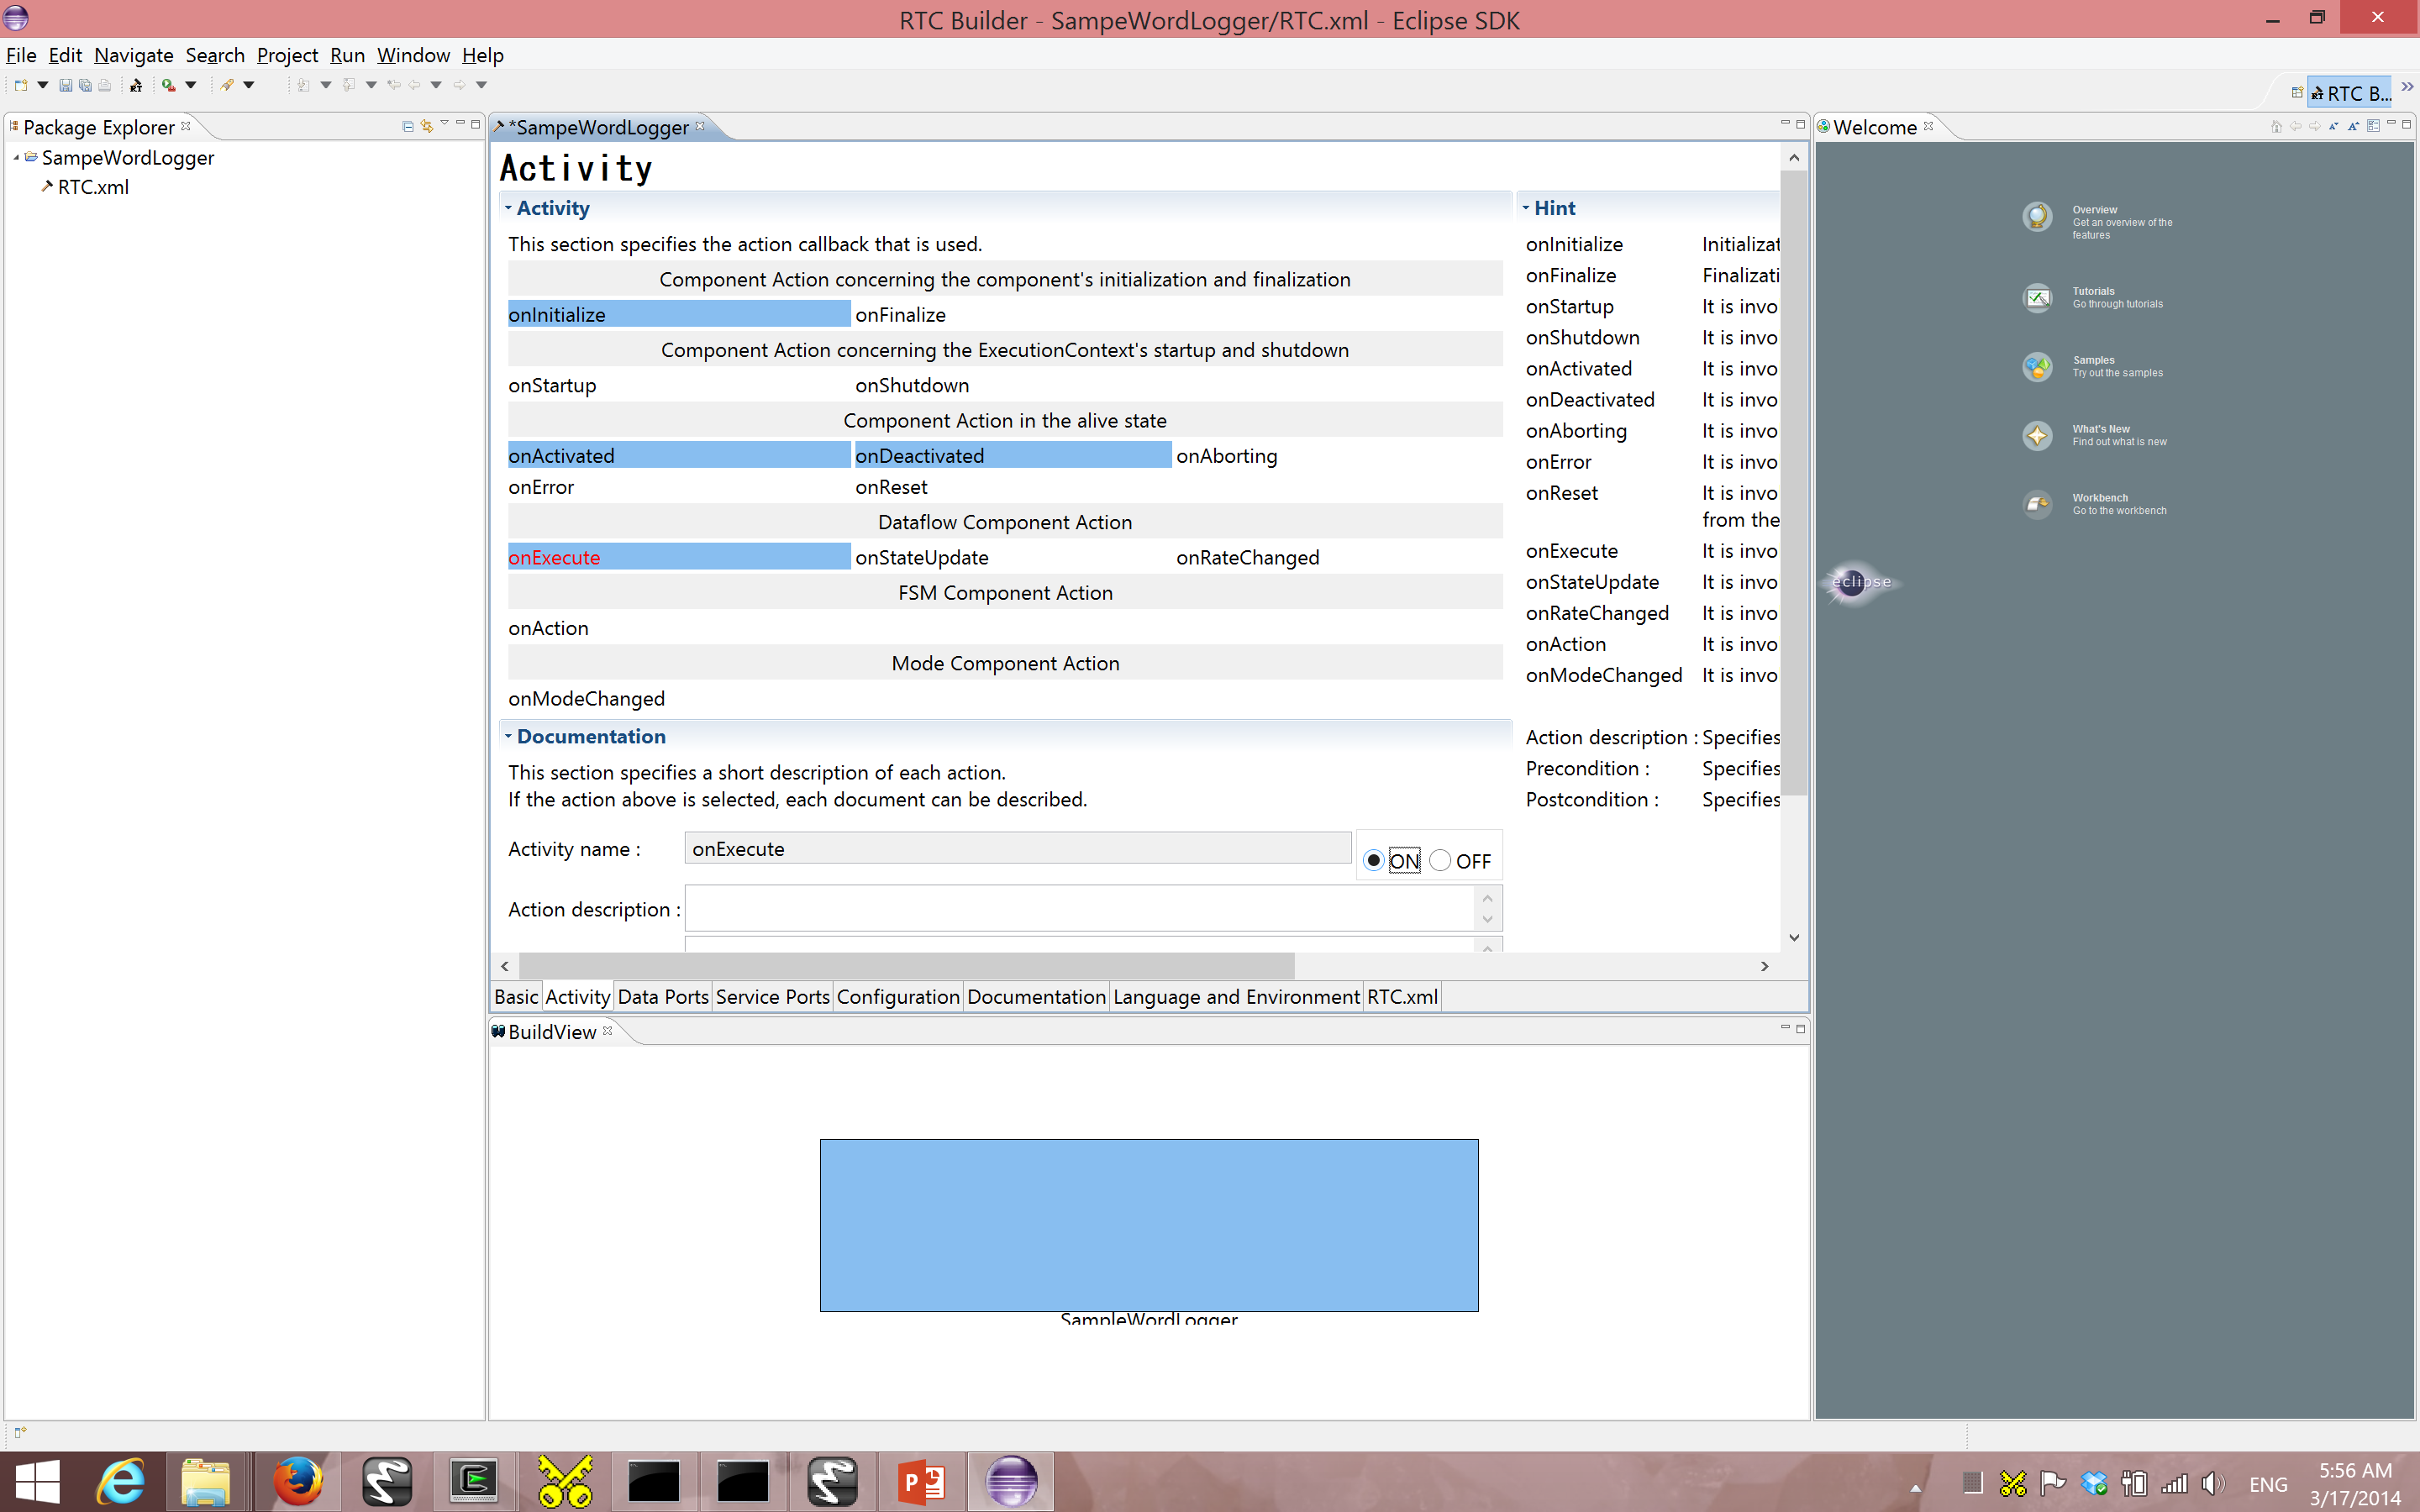 RTC Builder - SampeWordLogger/RTC.xml - Eclipse SDK
File Edit Navigate Search Project Run Window Help
RTC B...
Package Explorer
SampeWordLogger
RTC.xml
*SampeWordLogger
Activity
Activity
This section specifies the action callback that is used.
Component Action concerning the component's initialization and finalization
onInitialize onFinalize
Component Action concerning the ExecutionContext's startup and shutdown
onStartup onShutdown
Component Action in the alive state
onActivated onDeactivated onAborting
onError onReset
Dataflow Component Action
onExecute onStateUpdate onRateChanged
FSM Component Action
onAction
Mode Component Action
onModeChanged
Documentation
This section specifies a short description of each action.
If the action above is selected, each document can be described.
Activity name : onExecute ON OFF
Action description :
Hint
onInitialize Initializat
onFinalize Finalizati
onStartup It is invo
onShutdown It is invo
onActivated It is invo
onDeactivated It is invo
onAborting It is invo
onError It is invo
onReset It is invo
from the
onExecute It is invo
onStateUpdate It is invo
onRateChanged It is invo
onAction It is invo
onModeChanged It is invo
Action description : Specifies
Precondition : Specifies
Postcondition : Specifies
Basic Activity Data Ports Service Ports Configuration Documentation Language and Environment RTC.xml
BuildView
SampleWordLogger
Welcome
Overview
Get an overview of the
features
Tutorials
Go through tutorials
Samples
Try out the samples
What's New
Find out what is new
Workbench
Go to the workbench
eclipse
ENG
5:56 AM
3/17/2014